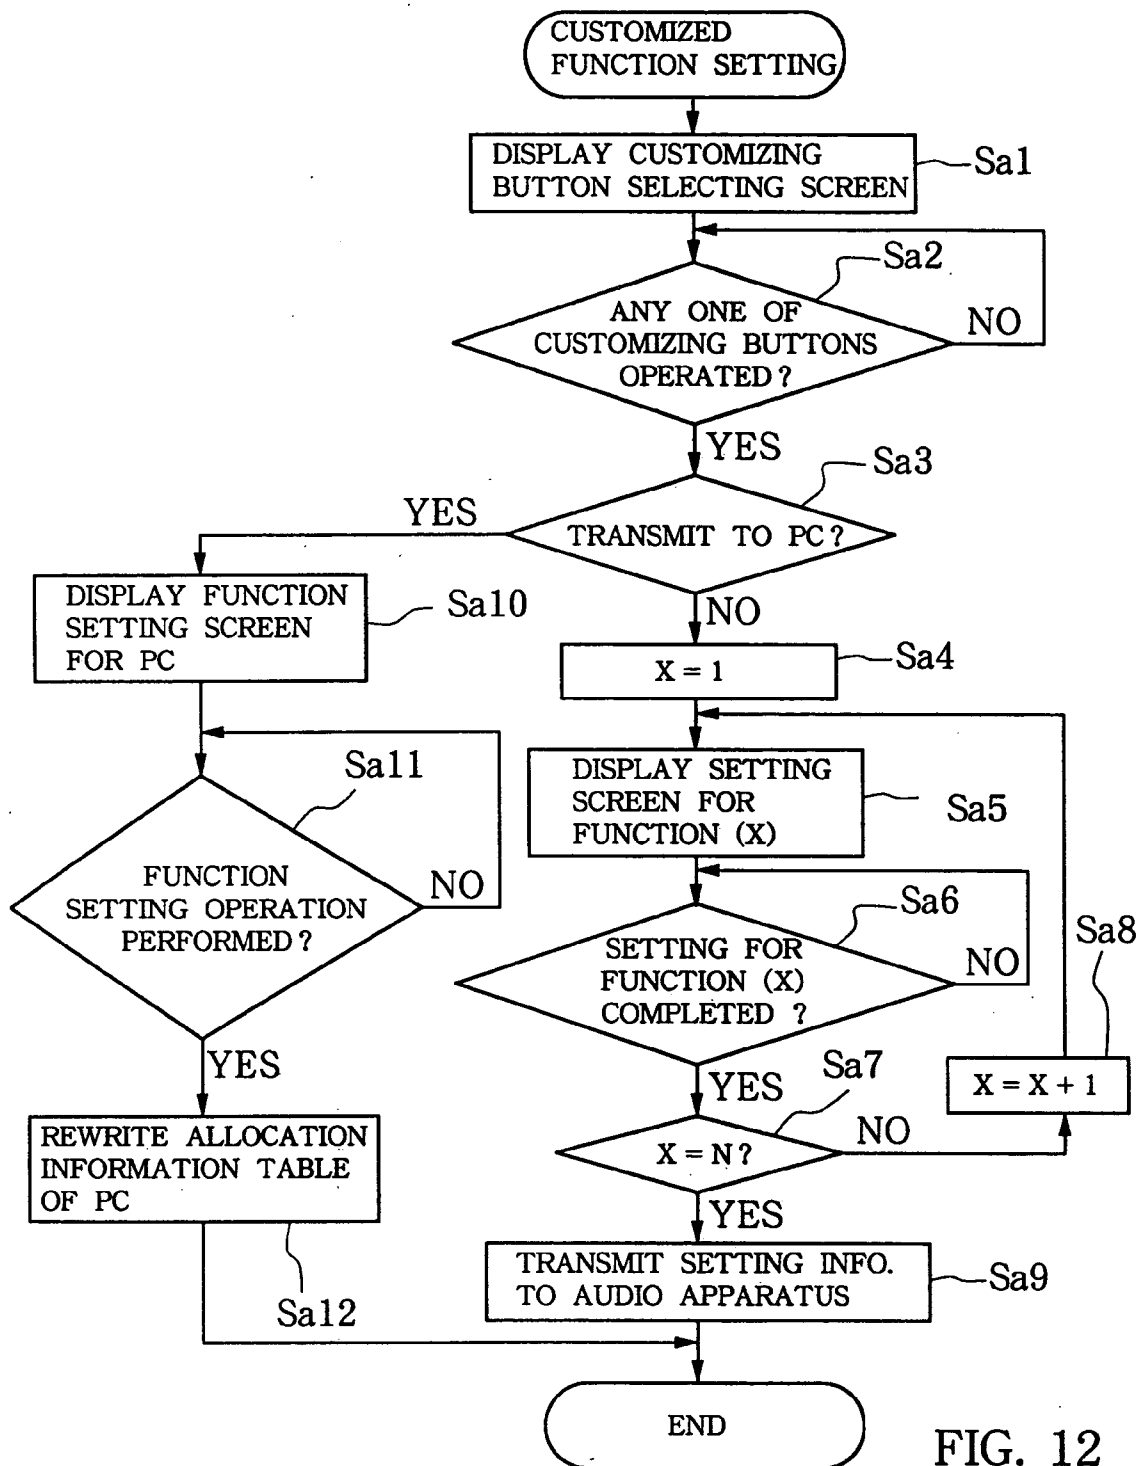 CUSTOMIZED
FUNCTION SETTING
DISPLAY CUSTOMIZING
BUTTON SELECTING SCREEN
Sa1
Sa2
ANY ONE OF
CUSTOMIZING BUTTONS
OPERATED?
NO
YES
Sa3
TRANSMIT TO PC?
YES
NO
DISPLAY FUNCTION
SETTING SCREEN
FOR PC
Sa10
X = 1
Sa4
DISPLAY SETTING
SCREEN FOR
FUNCTION (X)
Sa5
Sa11
FUNCTION
SETTING OPERATION
PERFORMED?
NO
YES
Sa6
SETTING FOR
FUNCTION (X)
COMPLETED ?
NO
YES
Sa8
X = X + 1
Sa7
X = N?
NO
YES
REWRITE ALLOCATION
INFORMATION TABLE
OF PC
Sa12
TRANSMIT SETTING INFO.
TO AUDIO APPARATUS
Sa9
END
FIG. 12